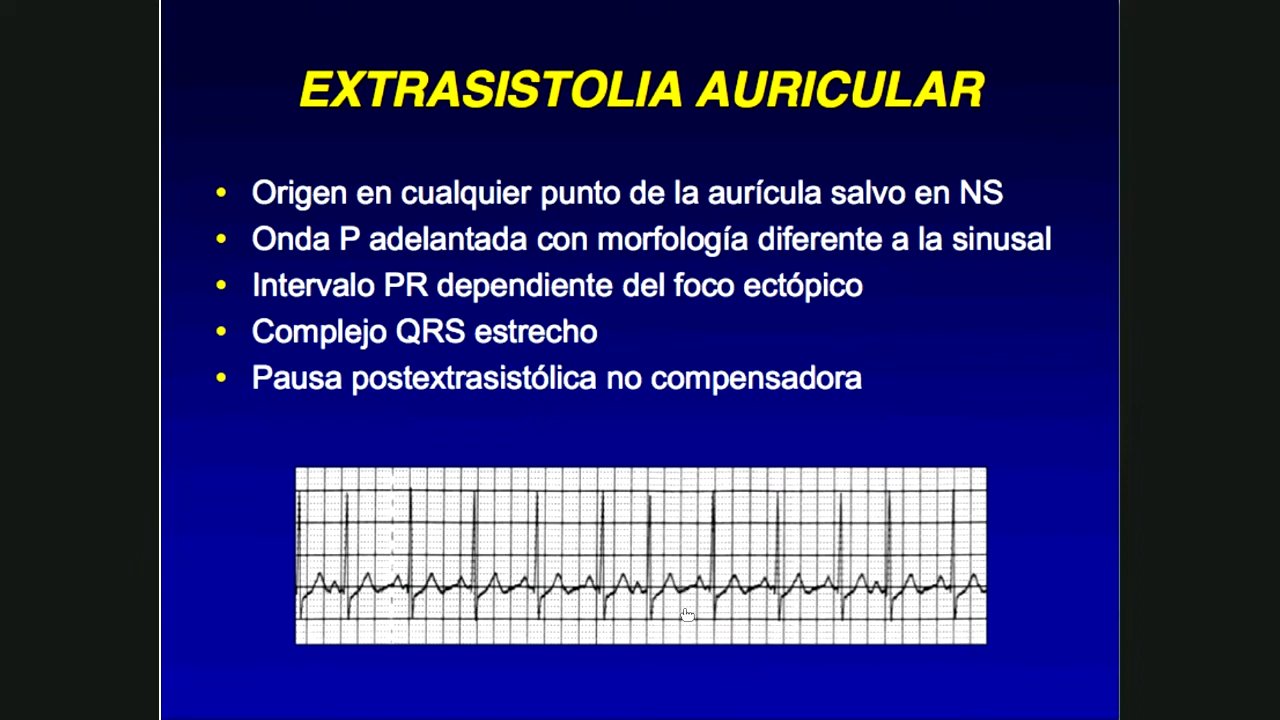 EXTRASISTOLIA AURICULAR
• Origen en cualquier punto de la aurícula salvo en NS
• Onda P adelantada con morfología diferente a la sinusal
• Intervalo PR dependiente del foco ectópico
• Complejo QRS estrecho
• Pausa postextrasistólica no compensadora